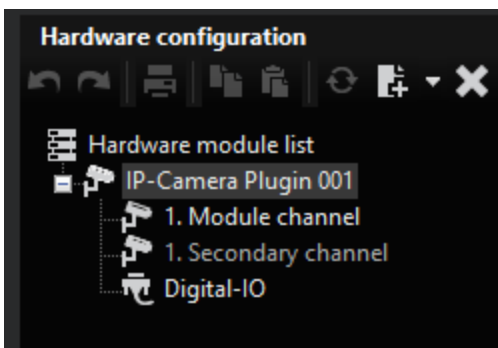 Hardware configuration
Hardware module list
IP-Camera Plugin 001
1. Module channel
1. Secondary channel
Digital-IO